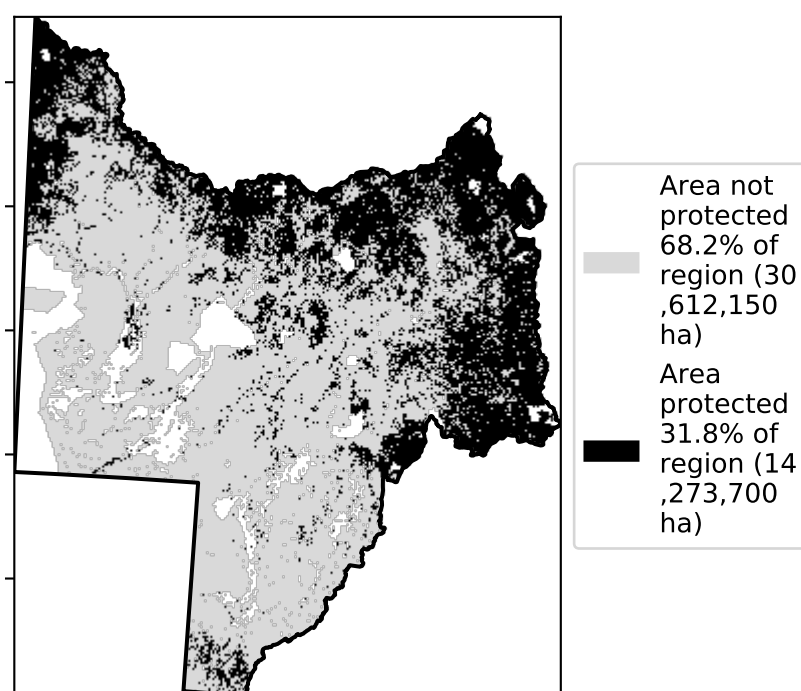 Area not
protected
68.2% of
region (30
,612,150
ha)
Area
protected
31.8% of
region (14
,273,700
ha)